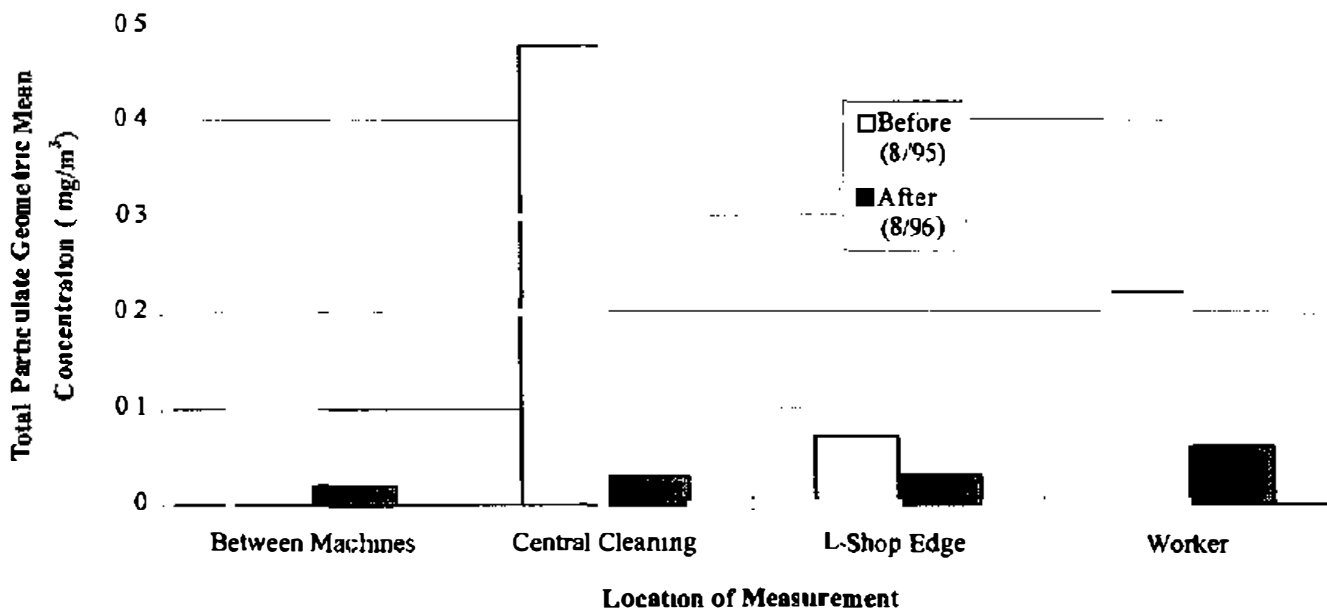 Total Particulate Geometric Mean
Concentration ( mg/m³)
0 5
0 4
0 3
0 2
0 1
0
□Before
(8/95)
■After
(8/96)
Between Machines
Central Cleaning
L-Shop Edge
Worker
Location of Measurement